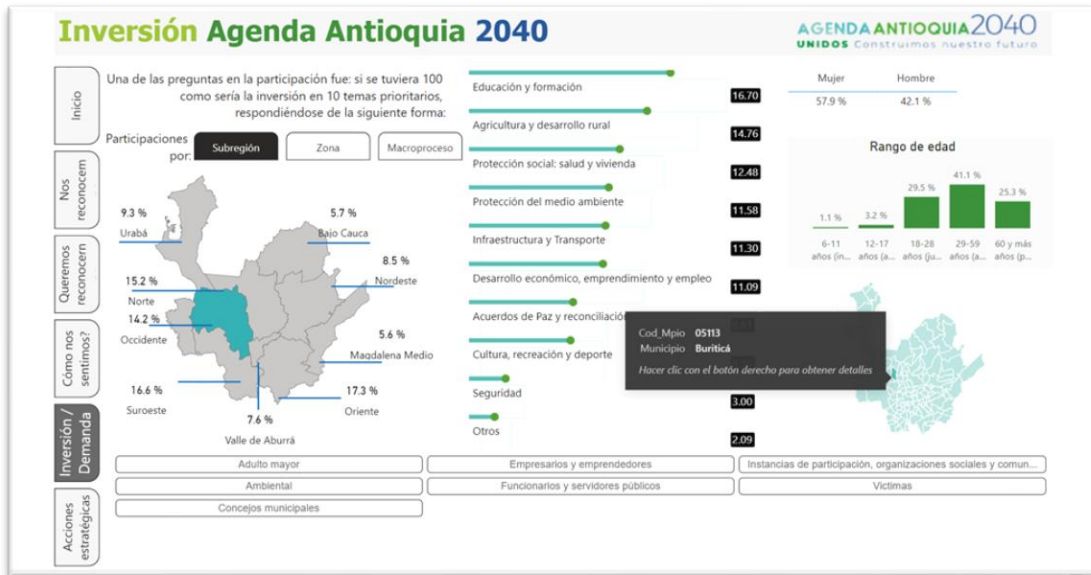 Inversión Agenda Antioquia 2040
AGENDA ANTIOQUIA 2040
UNIDOS Construimos nuestro futuro
Inicio
Nos reconocem
Queremos reconocern
Cómo nos sentimos?
Inversión / Demanda
Acciones estratégicas
Una de las preguntas en la participación fue: si se tuviera 100
como sería la inversión en 10 temas prioritarios,
respondiéndose de la siguiente forma:
Participaciones
por:
Subregión
Zona
Macroproceso
9.3 %
Urabá
5.7 %
Bajo Cauca
8.5 %
Nordeste
15.2 %
Norte
14.2 %
Occidente
5.6 %
Magdalena Medio
16.6 %
Suroeste
17.3 %
Oriente
7.6 %
Valle de Aburrá
Educación y formación
16.70
Agricultura y desarrollo rural
14.76
Protección social: salud y vivienda
12.48
Protección del medio ambiente
11.58
Infraestructura y Transporte
11.30
Desarrollo económico, emprendimiento y empleo
11.09
Acuerdos de Paz y reconciliación
Cultura, recreación y deporte
Seguridad
3.00
Otros
2.09
Mujer Hombre
57.9 % 42.1 %
Rango de edad
1.1 % 3.2 % 29.5 % 41.1 % 25.3 %
6-11 12-17 18-28 29-59 60 y más
años (in... años (a... años (ju... años (a... años (p...
Cod_Mpio 05113
Municipio Buriticá
Hacer clic con el botón derecho para obtener detalles
Adulto mayor
Empresarios y emprendedores
Instancias de participación, organizaciones sociales y comun...
Ambiental
Funcionarios y servidores públicos
Victimas
Concejos municipales